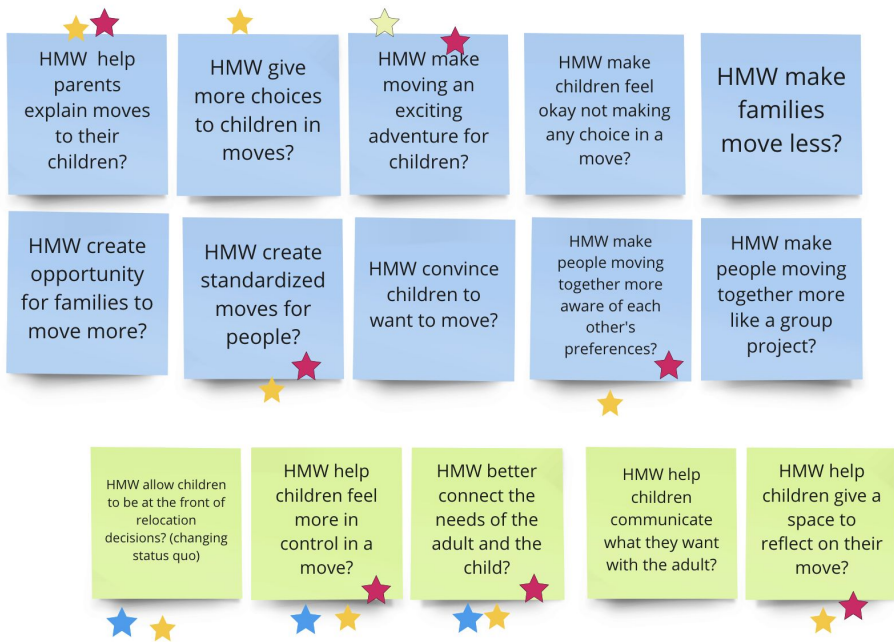 HMW help
parents
explain moves
to their
children?
HMW give
more choices
to children in
moves?
HMW make
moving an
exciting
adventure for
children?
HMW make
children feel
okay not making
any choice in a
move?
HMW make
families
move less?
HMW create
opportunity
for families to
move more?
HMW create
standardized
moves for
people?
HMW convince
children to
want to move?
HMW make
people moving
together more
aware of each
other's
preferences?
HMW make
people moving
together more
like a group
project?
HMW allow children
to be at the front of
relocation
decisions? (changing
status quo)
HMW help
children feel
more in
control in a
move?
HMW better
connect the
needs of the
adult and the
child?
HMW help
children
communicate
what they want
with the adult?
HMW help
children give a
space to
reflect on their
move?